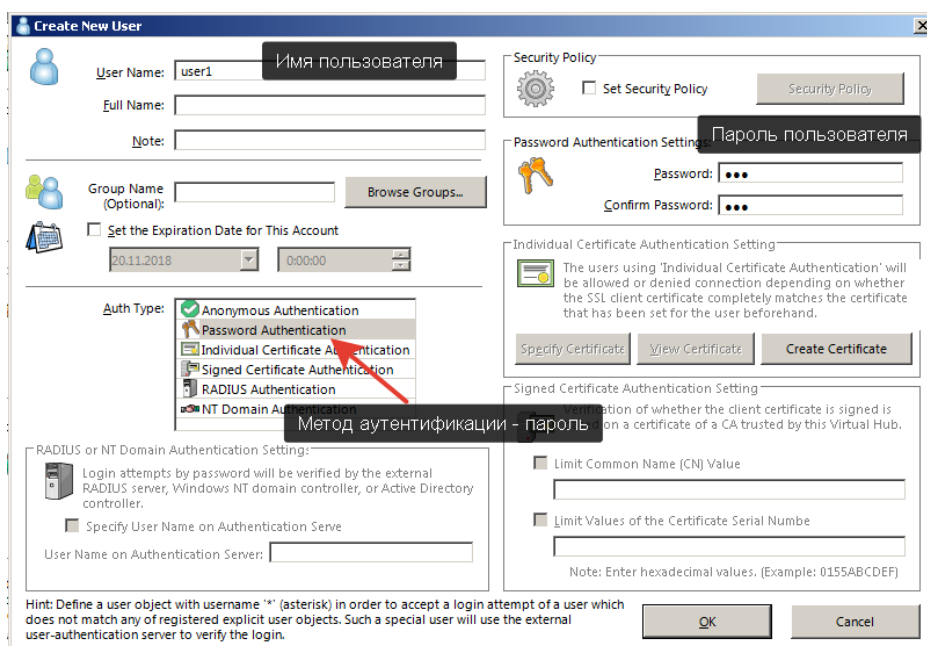 Create New User
User Name: user1
Имя пользователя
Full Name:
Note:
Group Name
(Optional):
Browse Groups...
Set the Expiration Date for This Account
20.11.2018
0:00:00
Auth Type:
Anonymous Authentication
Password Authentication
Individual Certificate Authentication
Signed Certificate Authentication
RADIUS Authentication
NT Domain Authentication
Метод аутентификации - пароль
RADIUS or NT Domain Authentication Setting:
Login attempts by password will be verified by the external
RADIUS server, Windows NT domain controller, or Active Directory
controller.
Specify User Name on Authentication Serve
User Name on Authentication Server:
Security Policy
Set Security Policy
Security Policy
Password Authentication Settings:
Пароль пользователя
Password: ●●●
Confirm Password: ●●●
Individual Certificate Authentication Setting
The users using 'Individual Certificate Authentication' will
be allowed or denied connection depending on whether
the SSL client certificate completely matches the certificate
that has been set for the user beforehand.
Specify Certificate
View Certificate
Create Certificate
Signed Certificate Authentication Setting
Verification of whether the client certificate is signed is
on a certificate of a CA trusted by this Virtual Hub.
Limit Common Name (CN) Value
Limit Values of the Certificate Serial Numbe
Note: Enter hexadecimal values. (Example: 0155ABCDEF)
Hint: Define a user object with username '*' (asterisk) in order to accept a login attempt of a user which
does not match any of registered explicit user objects. Such a special user will use the external
user-authentication server to verify the login.
OK
Cancel